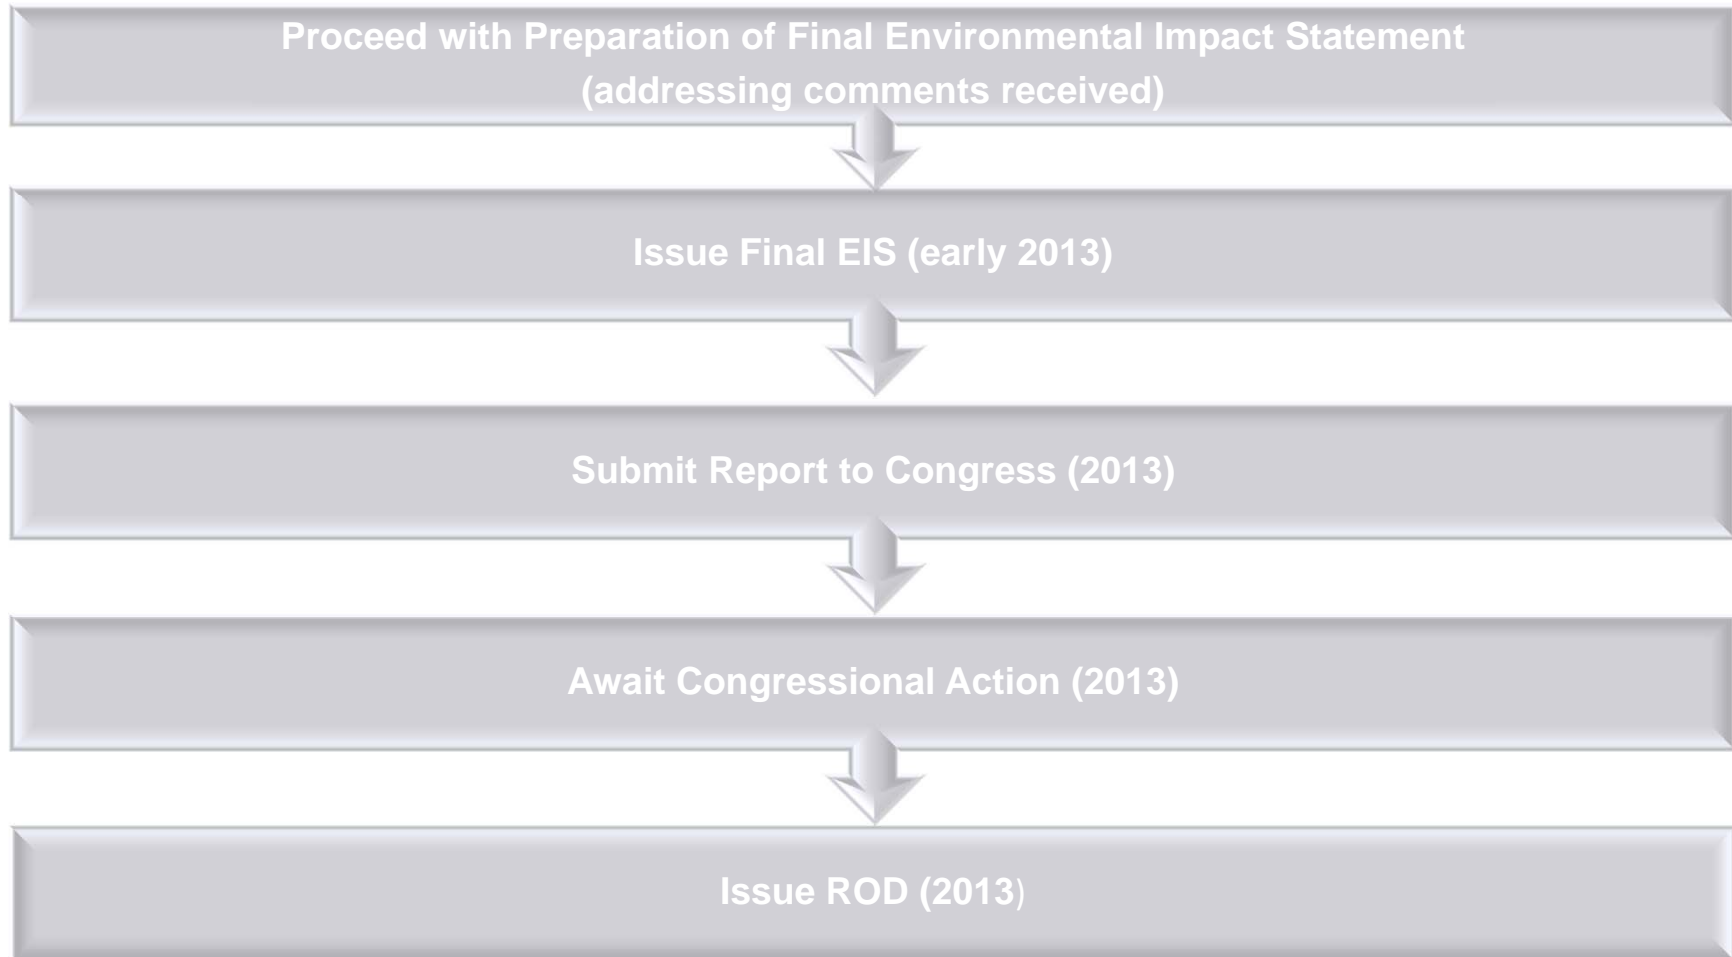 Proceed with Preparation of Final Environmental Impact Statement
(addressing comments received)
Issue Final EIS (early 2013)
Submit Report to Congress (2013)
Await Congressional Action (2013)
Issue ROD (2013)